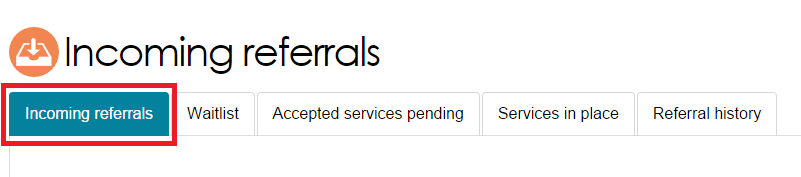 Incoming referrals
Incoming referrals Waitlist Accepted services pending Services in place Referral history